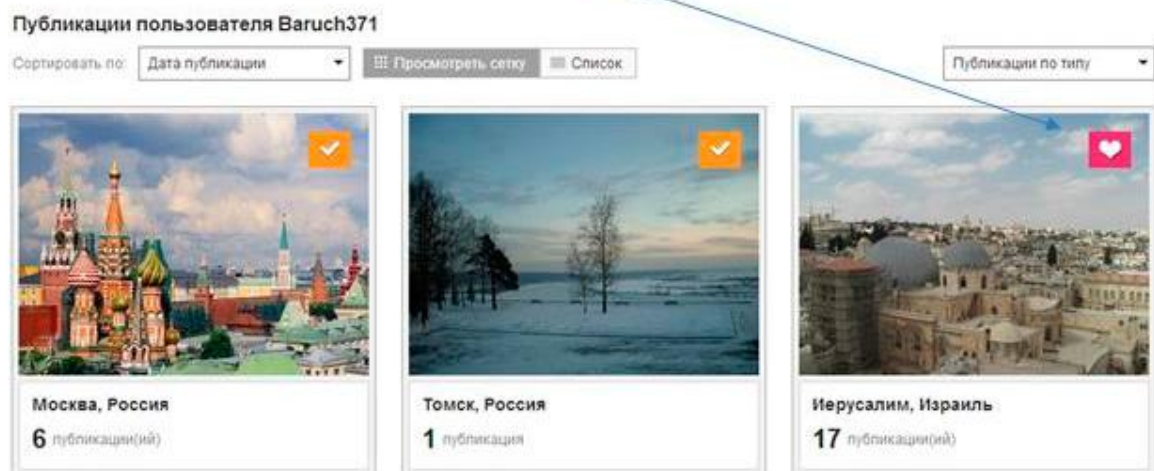 Публикации пользователя Baruch371
Сортировать по: Дата публикации Просмотреть сетку Список Публикации по типу
Москва, Россия
6 публикации(ий)
Томск, Россия
1 публикация
Иерусалим, Израиль
17 публикации(ий)